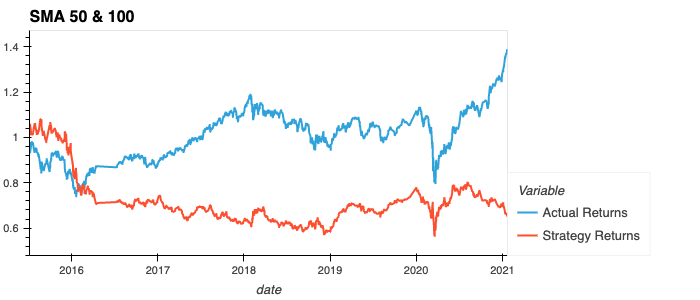 SMA 50 & 100
1.4
1.2
1
0.8
0.6
2016 2017 2018 2019 2020 2021
date
Variable
Actual Returns
Strategy Returns